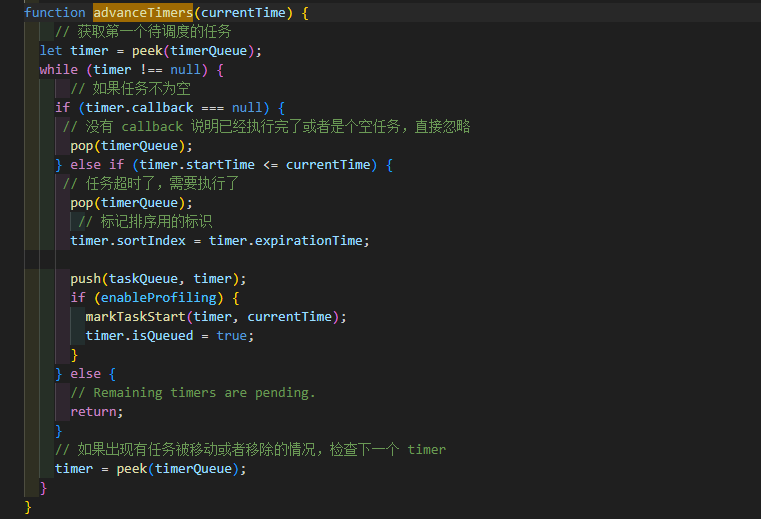 function advanceTimers(currentTime) {
// 获取第一个待调度的任务
let timer = peek(timerQueue);
while (timer !== null) {
// 如果任务不为空
if (timer.callback === null) {
// 没有 callback 说明已经执行完了或者是个空任务，直接忽略
pop(timerQueue);
} else if (timer.startTime <= currentTime) {
// 任务超时了，需要执行了
pop(timerQueue);
// 标记排序用的标识
timer.sortIndex = timer.expirationTime;
push(taskQueue, timer);
if (enableProfiling) {
markTaskStart(timer, currentTime);
timer.isQueued = true;
}
} else {
// Remaining timers are pending.
return;
}
// 如果出现有任务被移动或者移除的情况，检查下一个 timer
timer = peek(timerQueue);
}
}